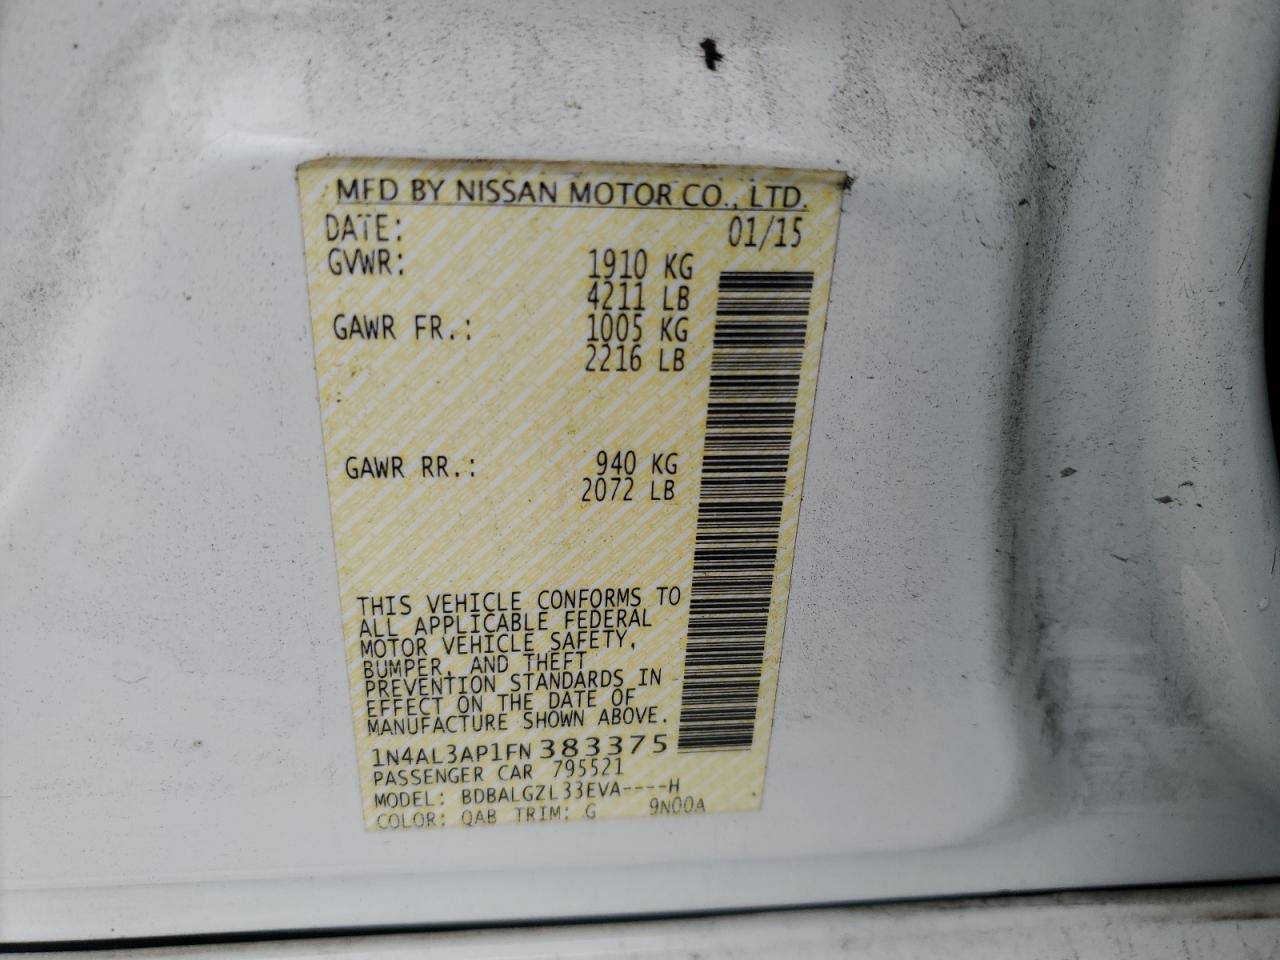 MFD BY NISSAN MOTOR CO., LTD.
DATE: 01/15
GVWR: 1910 KG
4211 LB
GAWR FR.: 1005 KG
2216 LB
GAWR RR.: 940 KG
2072 LB
THIS VEHICLE CONFORMS TO
ALL APPLICABLE FEDERAL
MOTOR VEHICLE SAFETY,
BUMPER, AND THEFT
PREVENTION STANDARDS IN
EFFECT ON THE DATE OF
MANUFACTURE SHOWN ABOVE.
1N4AL3AP1FN383375
PASSENGER CAR 795521
MODEL: BDBALGZL33EVA----H
COLOR: QAB TRIM: G 9N00A